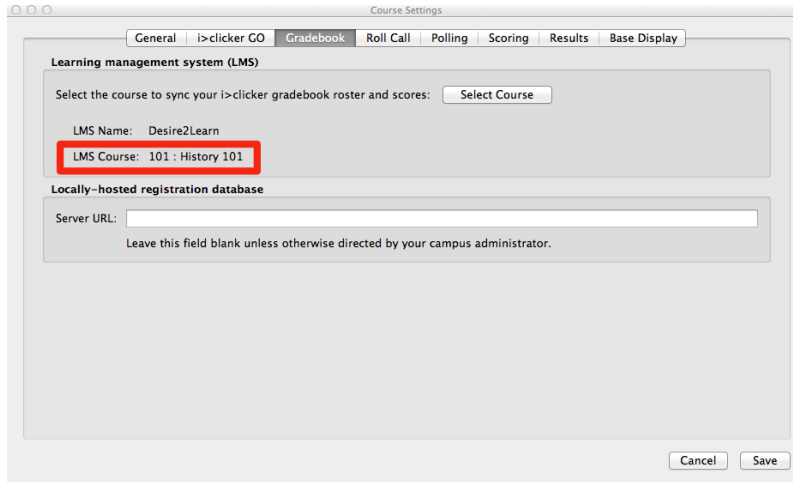 Course Settings
General i>clicker GO Gradebook Roll Call Polling Scoring Results Base Display
Learning management system (LMS)
Select the course to sync your i>clicker gradebook roster and scores: Select Course
LMS Name: Desire2Learn
LMS Course: 101 : History 101
Locally-hosted registration database
Server URL:
Leave this field blank unless otherwise directed by your campus administrator.
Cancel Save